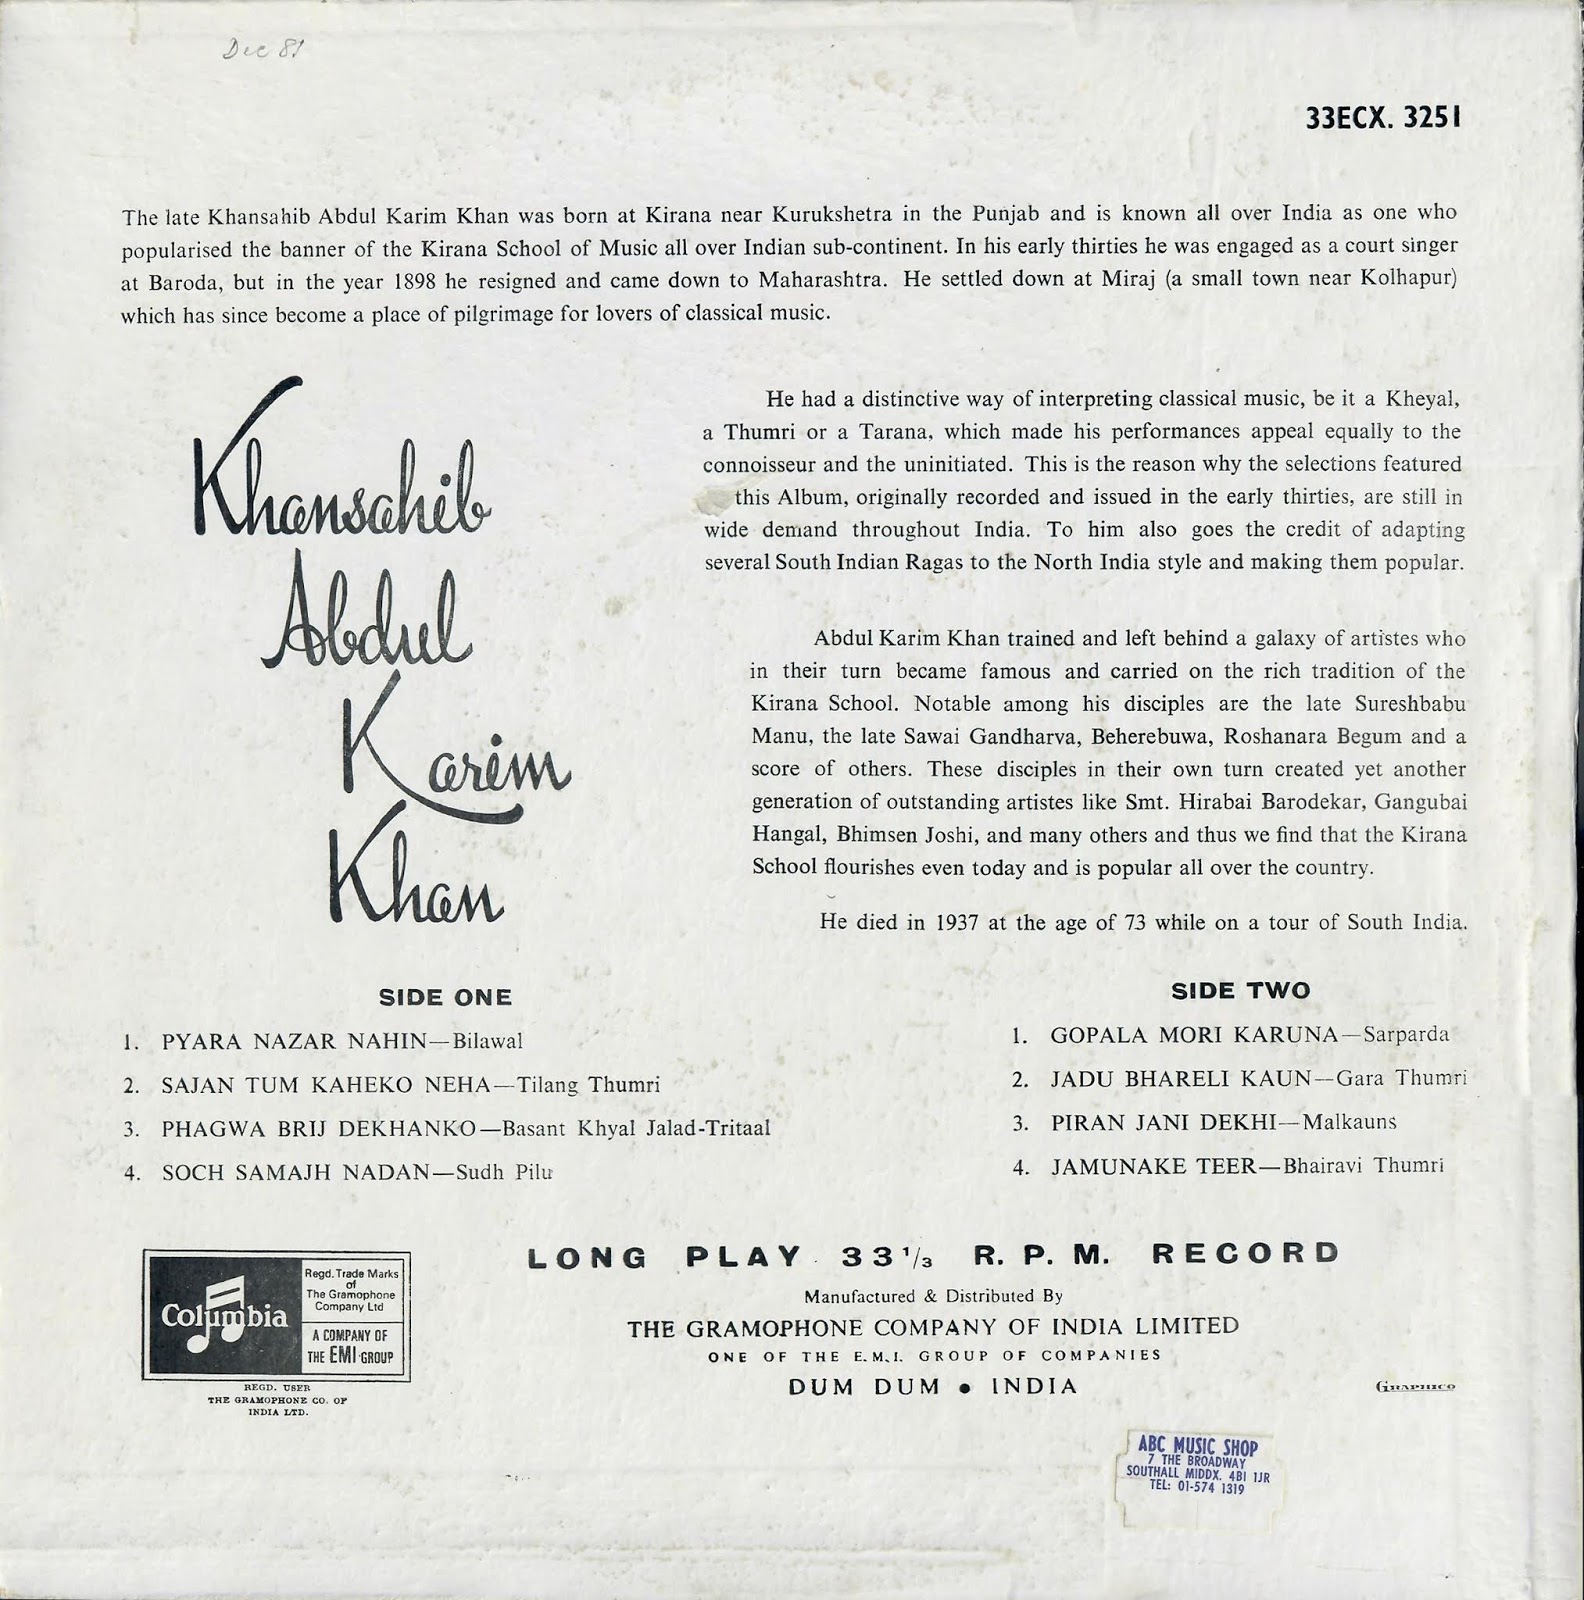 Dec 81
33ECX. 3251
The late Khansahib Abdul Karim Khan was born at Kirana near Kurukshetra in the Punjab and is known all over India as one who
popularised the banner of the Kirana School of Music all over Indian sub-continent. In his early thirties he was engaged as a court singer
at Baroda, but in the year 1898 he resigned and came down to Maharashtra. He settled down at Miraj (a small town near Kolhapur)
which has since become a place of pilgrimage for lovers of classical music.
Khansahib
Abdul
Karim
Khan
He had a distinctive way of interpreting classical music, be it a Kheyal,
a Thumri or a Tarana, which made his performances appeal equally to the
connoisseur and the uninitiated. This is the reason why the selections featured
this Album, originally recorded and issued in the early thirties, are still in
wide demand throughout India. To him also goes the credit of adapting
several South Indian Ragas to the North India style and making them popular.
Abdul Karim Khan trained and left behind a galaxy of artistes who
in their turn became famous and carried on the rich tradition of the
Kirana School. Notable among his disciples are the late Sureshbabu
Manu, the late Sawai Gandharva, Beherebuwa, Roshanara Begum and a
score of others. These disciples in their own turn created yet another
generation of outstanding artistes like Smt. Hirabai Barodekar, Gangubai
Hangal, Bhimsen Joshi, and many others and thus we find that the Kirana
School flourishes even today and is popular all over the country.
He died in 1937 at the age of 73 while on a tour of South India.
SIDE ONE
1. PYARA NAZAR NAHIN—Bilawal
2. SAJAN TUM KAHEKO NEHA—Tilang Thumri
3. PHAGWA BRIJ DEKHANKO—Basant Khyal Jalad-Tritaal
4. SOCH SAMAJH NADAN—Sudh Pilu
SIDE TWO
1. GOPALA MORI KARUNA—Sarparda
2. JADU BHARELI KAUN—Gara Thumri
3. PIRAN JANI DEKHI—Malkauns
4. JAMUNAKE TEER—Bhairavi Thumri
Columbia
Regd. Trade Marks
of
The Gramophone
Company Ltd
A COMPANY OF
THE EMI GROUP
REGD. USER
THE GRAMOPHONE CO. OF
INDIA LTD.
LONG PLAY 33 1/3 R. P. M. RECORD
Manufactured & Distributed By
THE GRAMOPHONE COMPANY OF INDIA LIMITED
ONE OF THE E.M.I. GROUP OF COMPANIES
DUM DUM • INDIA
GRAPHICO
ABC MUSIC SHOP
7 THE BROADWAY
SOUTHALL MIDDX. 4B1 1JR
TEL: 01-574 1319